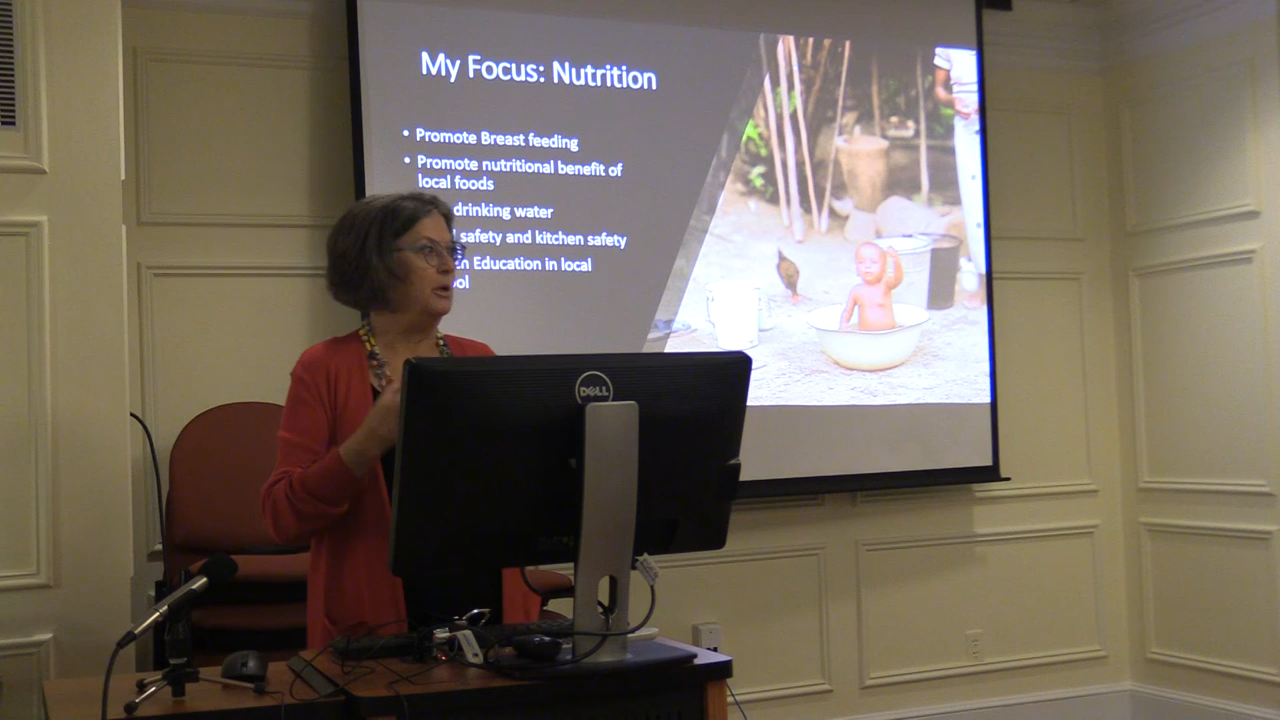 My Focus: Nutrition
• Promote Breast feeding
• Promote nutritional benefit of
local foods
drinking water
safety and kitchen safety
Education in local
DELL